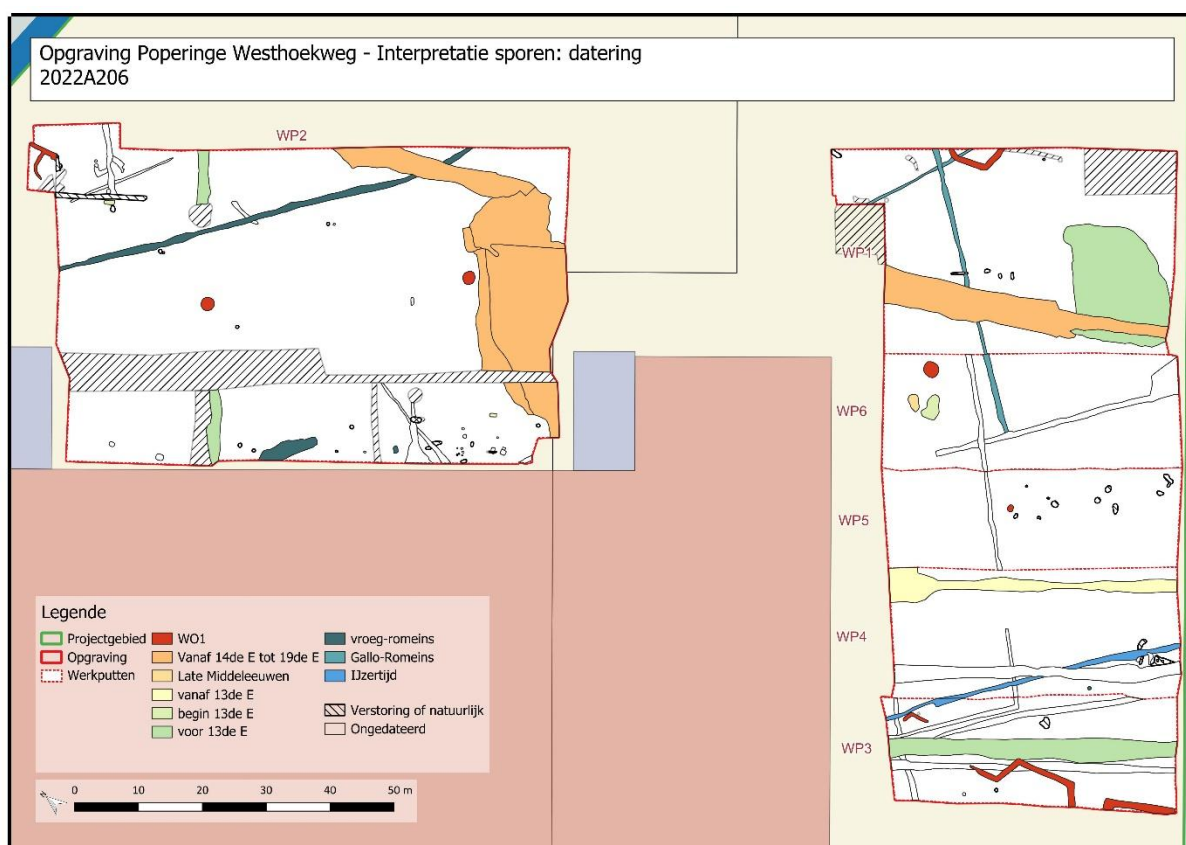 Opgraving Poperinge Westhoekweg - Interpretatie sporen: datering
2022A206
WP2
WP1
WP6
WP5
WP4
WP3
Legende
Projectgebied
Opgraving
Werkputten
WO1
Vanaf 14de E tot 19de E
Late Middeleeuwen
vanaf 13de E
begin 13de E
voor 13de E
vroeg-romeins
Gallo-Romeins
IJzertijd
Verstoring of natuurlijk
Ongedateerd
0 10 20 30 40 50 m